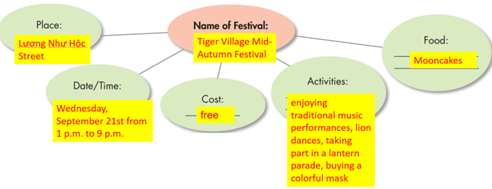 Place:
Lương Như Hộc
Street
Name of Festival:
Tiger Village Mid-
Autumn Festival
Food:
Mooncakes
Date/Time:
Wednesday,
September 21st from
1 p.m. to 9 p.m.
Cost:
free
Activities:
enjoying
traditional music
performances, lion
dances, taking
part in a lantern
parade, buying a
colorful mask